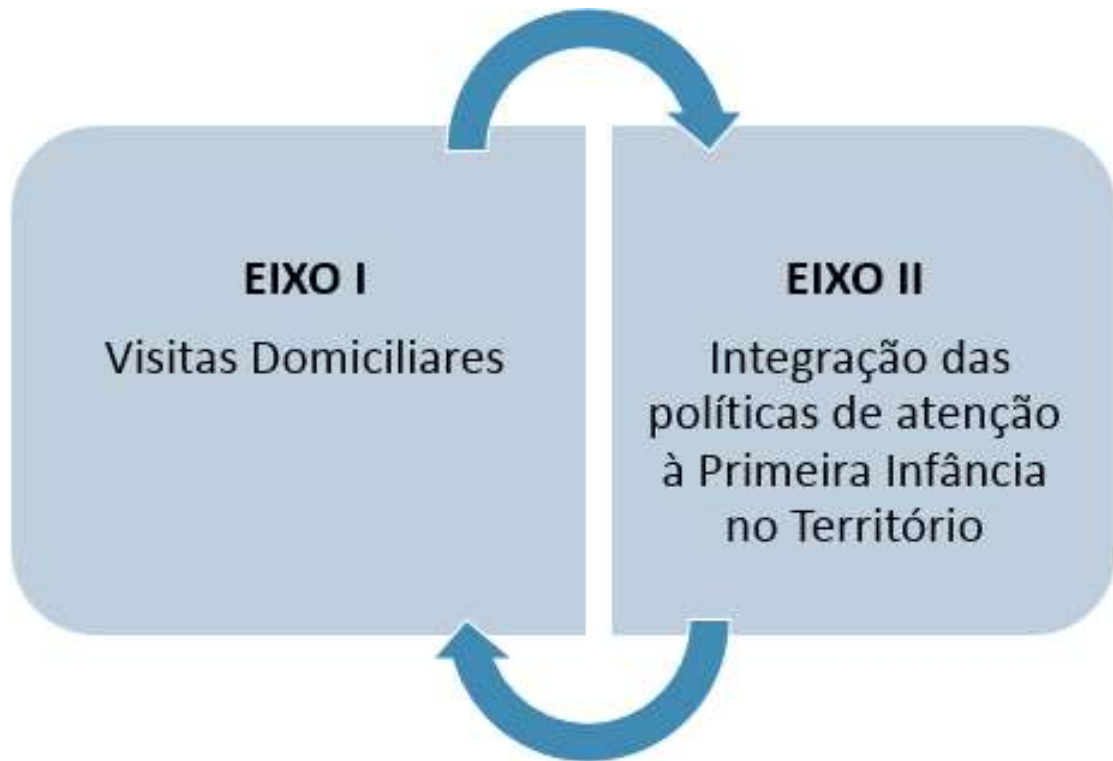 EIXO I
Visitas Domiciliares
EIXO II
Integração das
políticas de atenção
à Primeira Infância
no Território